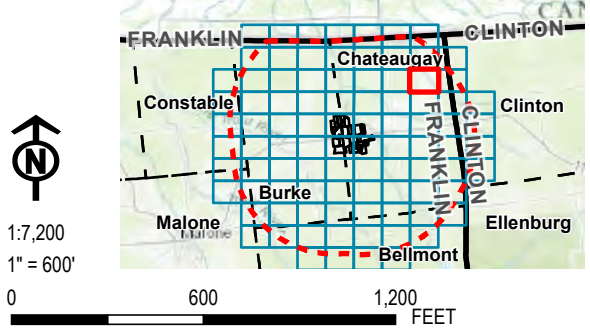 CAN
FRANKLIN
CLINTON
Chateaugay
Constable
Clinton
FRANKLIN
CLINTON
N
Burke
1:7,200
Malone
Malone
Ellenburg
1" = 600'
Bellmont
0 600 1,200
FEET